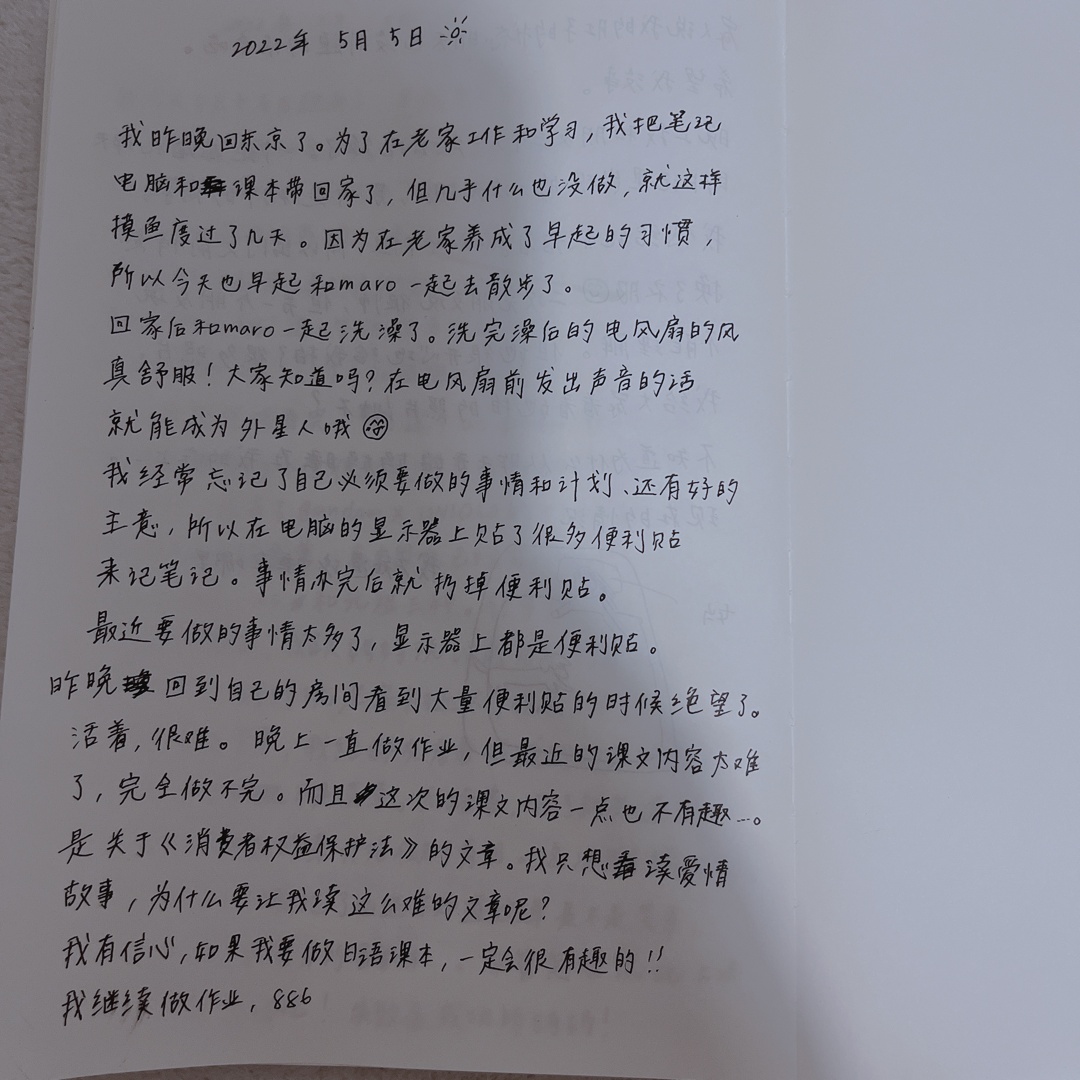 2022年 5月 5日
我昨晚回东京了。为了在老家工作和学习，我把笔记
电脑和课本带回家了，但几乎什么也没做，就这样
摸鱼度过了几天。因为在老家养成了早起的习惯，
所以今天也早起和maro一起去散步了。
回家后和maro一起洗澡了。洗完澡后的电风扇的风
真舒服！大家知道吗？在电风扇前发出声音的话
就能成为外星人哦
我经常忘记了自己必须要做的事情和计划、还有好的
主意，所以在电脑的显示器上贴了很多便利贴
来记笔记。事情办完后就扔掉便利贴。
最近要做的事情太多了，显示器上都是便利贴。
昨晚回到自己的房间看到大量便利贴的时候绝望了。
活着，很难。晚上一直做作业，但最近的课文内容太难
了，完全做不完。而且这次的课文内容一点也不有趣…。
是关于《消费者权益保护法》的文章。我只想读爱情
故事，为什么要让我读这么难的文章呢？
我有信心，如果我要做日语课本，一定会很有趣的！！
我继续做作业，886